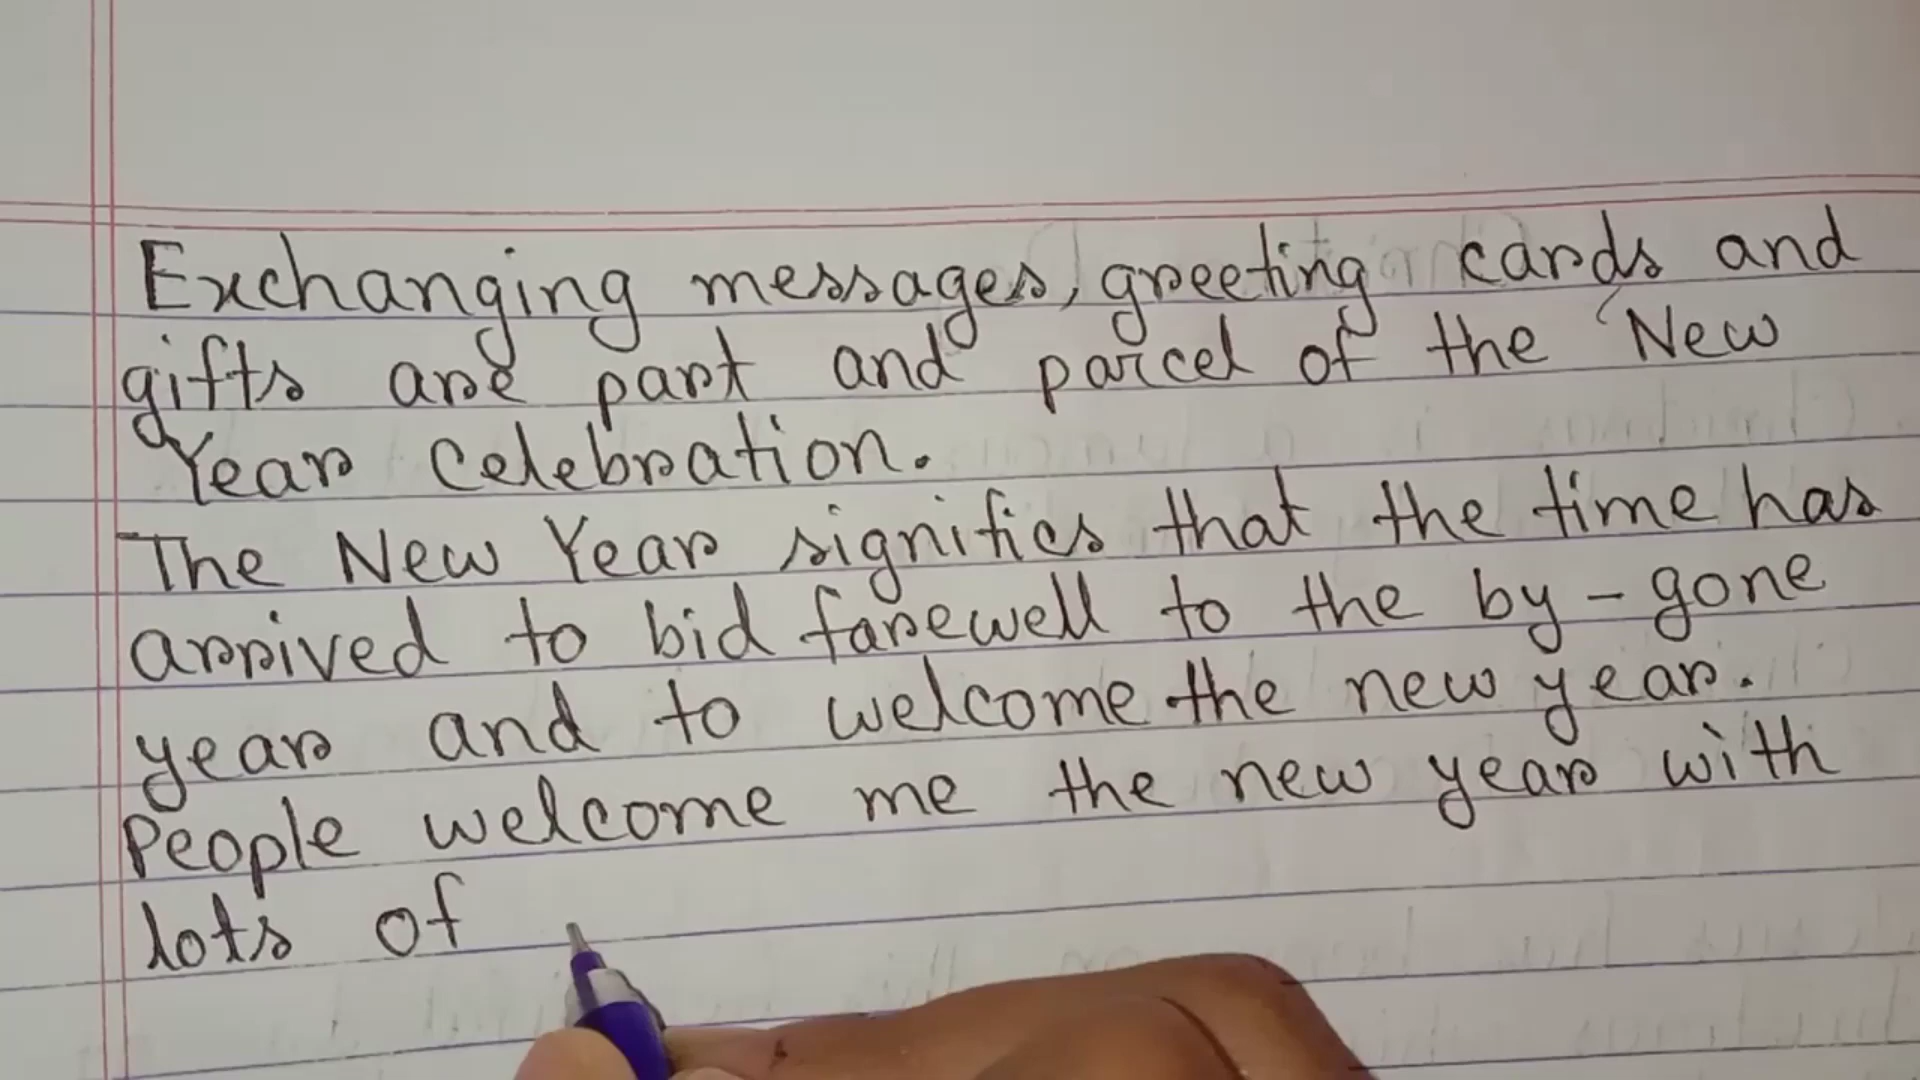 Exchanging messages, greeting cards and
gifts are part and parcel of the New
Year Celebration.
The New Year signifies that the time has
arrived to bid farewell to the by-gone
year and to welcome the new year.
People welcome me the new year with
lots of